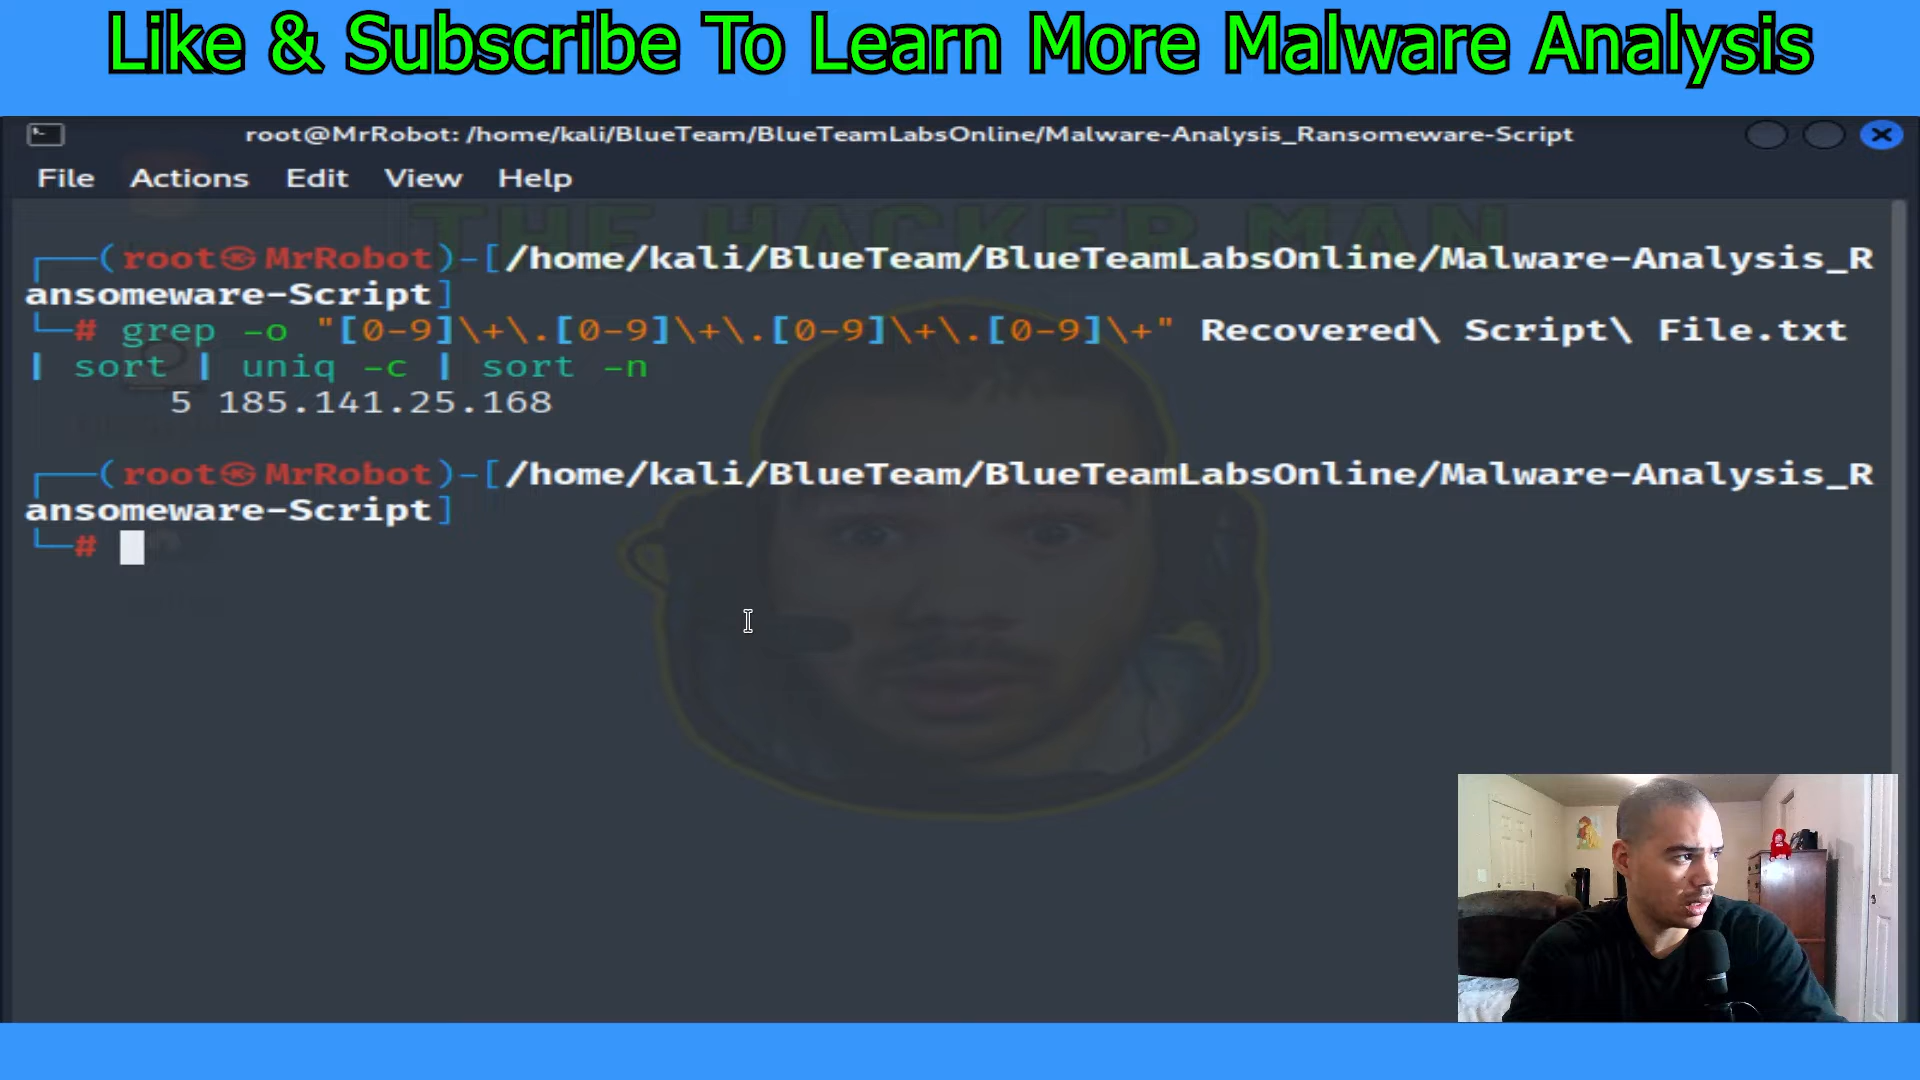 Like & Subscribe To Learn More Malware Analysis
root@MrRobot: /home/kali/BlueTeam/BlueTeamLabsOnline/Malware-Analysis_Ransomeware-Script
File Actions Edit View Help
THE HACKER MAN
┌──(root㉿MrRobot)-[/home/kali/BlueTeam/BlueTeamLabsOnline/Malware-Analysis_R
ansomeware-Script]
└─# grep -o "[0-9]\+\.[0-9]\+\.[0-9]\+\.[0-9]\+" Recovered\ Script\ File.txt
| sort | uniq -c | sort -n
5 185.141.25.168
┌──(root㉿MrRobot)-[/home/kali/BlueTeam/BlueTeamLabsOnline/Malware-Analysis_R
ansomeware-Script]
└─#